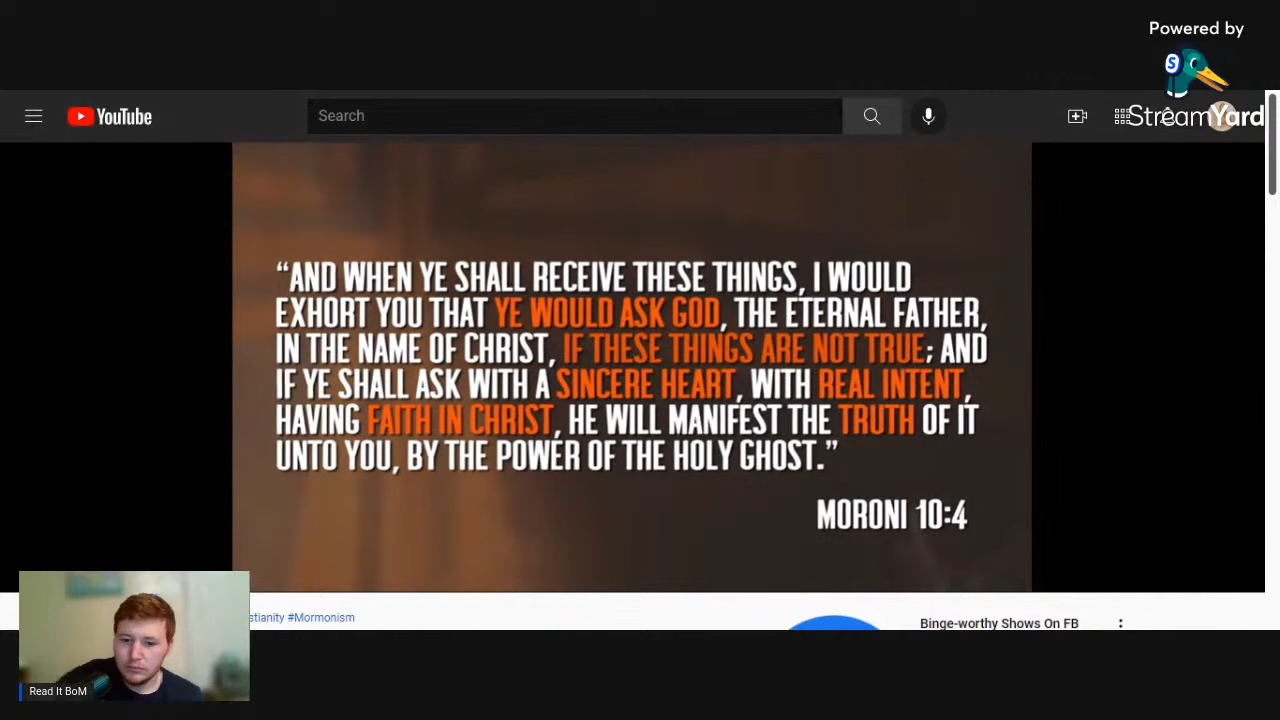 Powered by
S
StreamYard
YouTube
Search
“AND WHEN YE SHALL RECEIVE THESE THINGS, I WOULD
EXHORT YOU THAT YE WOULD ASK GOD, THE ETERNAL FATHER,
IN THE NAME OF CHRIST, IF THESE THINGS ARE NOT TRUE; AND
IF YE SHALL ASK WITH A SINCERE HEART, WITH REAL INTENT,
HAVING FAITH IN CHRIST, HE WILL MANIFEST THE TRUTH OF IT
UNTO YOU, BY THE POWER OF THE HOLY GHOST.”
MORONI 10:4
stianity #Mormonism
Binge-worthy Shows On FB
Read It BoM